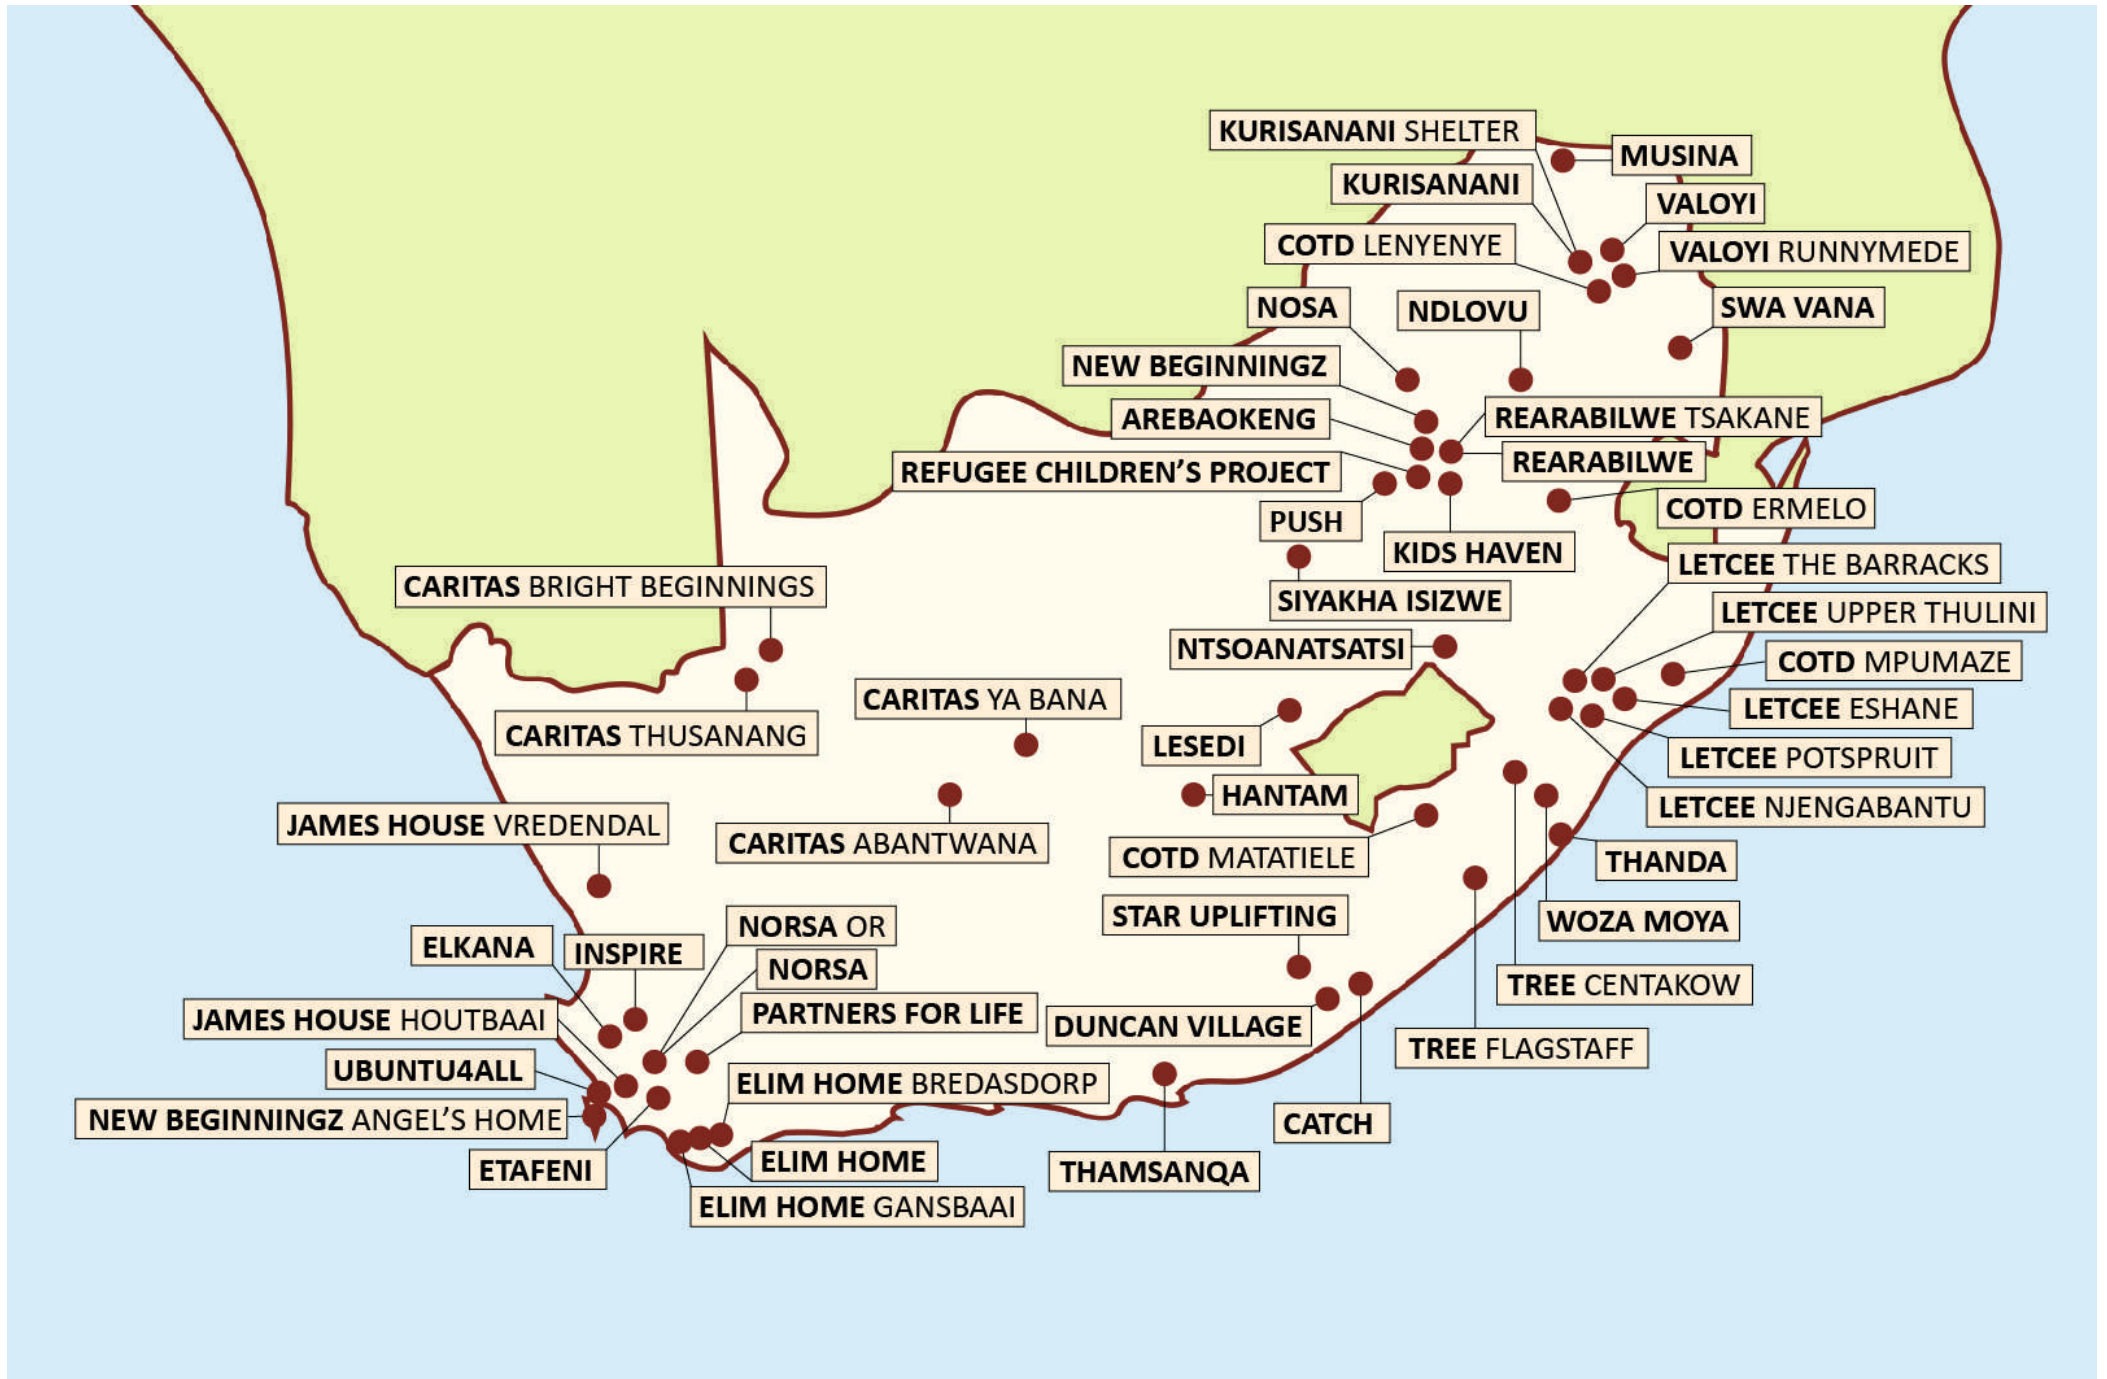 KURISANANI SHELTER
MUSINA
KURISANANI
VALOYI
COTD LENYENYE
VALOYI RUNNYMEDE
NOSA
NDLOVU
SWA VANA
NEW BEGINNINGZ
AREBAOKENG
REARABILWE TSAKANE
REFUGEE CHILDREN’S PROJECT
REARABILWE
PUSH
COTD ERMELO
KIDS HAVEN
LETCEE THE BARRACKS
CARITAS BRIGHT BEGINNINGS
SIYAKHA ISIZWE
LETCEE UPPER THULINI
NTSOANATSATSI
COTD MPUMAZE
CARITAS YA BANA
LETCEE ESHANE
CARITAS THUSANANG
LESEDI
LETCEE POTSPRUIT
HANTAM
LETCEE NJENGABANTU
JAMES HOUSE VREDENDAL
CARITAS ABANTWANA
COTD MATATIELE
THANDA
STAR UPLIFTING
WOZA MOYA
NORSA OR
ELKANA
INSPIRE
NORSA
TREE CENTAKOW
PARTNERS FOR LIFE
JAMES HOUSE HOUTBAAI
DUNCAN VILLAGE
TREE FLAGSTAFF
UBUNTU4ALL
ELIM HOME BREDASDORP
NEW BEGINNINGZ ANGEL’S HOME
CATCH
ELIM HOME
ETAFENI
THAMSANQA
ELIM HOME GANSBAAI